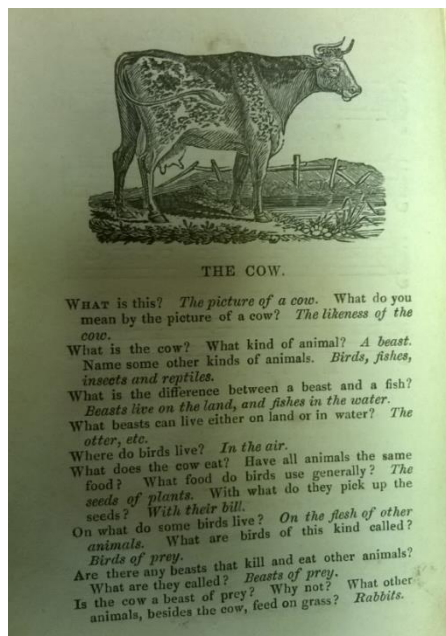 THE COW.
WHAT is this? The picture of a cow. What do you
mean by the picture of a cow? The likeness of the
cow.
What is the cow? What kind of animal? A beast.
Name some other kinds of animals. Birds, fishes,
insects and reptiles.
What is the difference between a beast and a fish?
Beasts live on the land, and fishes in the water.
What beasts can live either on land or in water? The
otter, etc.
Where do birds live? In the air.
What does the cow eat? Have all animals the same
food? What food do birds use generally? The
seeds of plants. With what do they pick up the
seeds? With their bill.
On what do some birds live? On the flesh of other
animals. What are birds of this kind called?
Birds of prey.
Are there any beasts that kill and eat other animals?
What are they called? Beasts of prey.
Is the cow a beast of prey? Why not? What other
animals, besides the cow, feed on grass? Rabbits.